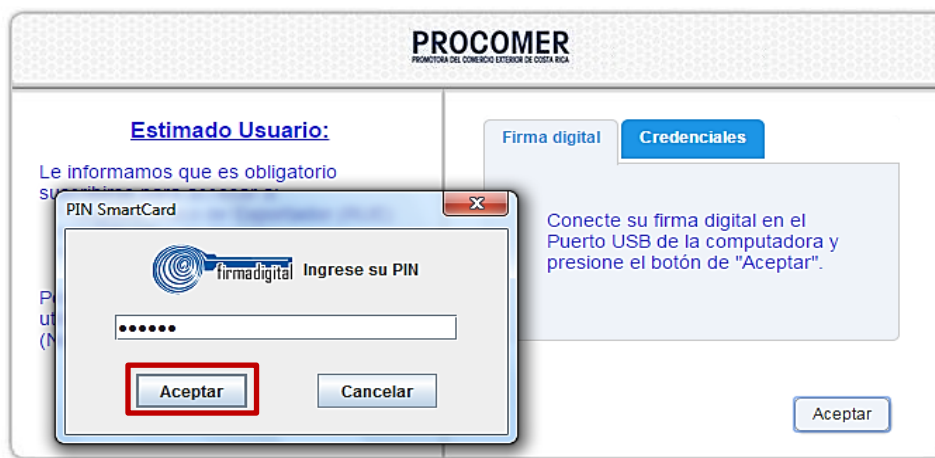 PROCOMER
PROMOTORA DEL COMERCIO EXTERIOR DE COSTA RICA
Estimado Usuario:
Le informamos que es obligatorio
PIN SmartCard
firmadigital Ingrese su PIN
••••••
Aceptar Cancelar
Firma digital Credenciales
Conecte su firma digital en el
Puerto USB de la computadora y
presione el botón de "Aceptar".
Aceptar